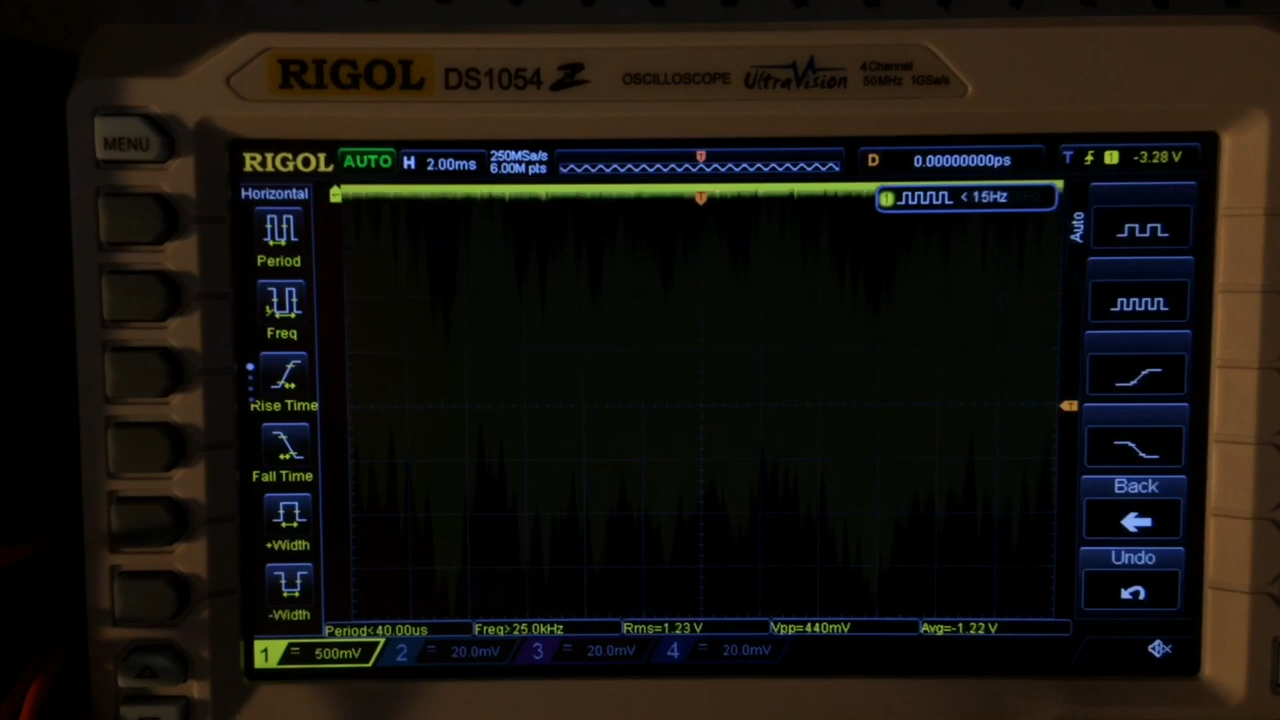 RIGOL DS1054 Z OSCILLOSCOPE UltraVision 4 Channel 50MHz 1GSa/s
MENU
RIGOL AUTO H 2.00ms 250MSa/s 6.00M pts T D 0.00000000ps T 1 -3.28 V
Horizontal
T
1 < 15Hz
Auto
Period
Freq
Rise Time
T
Fall Time
Back
+Width
Undo
-Width
Period<40.00us Freq>25.0kHz Rms=1.23 V Vpp=440mV Avg=-1.22 V
1 = 500mV 2 = 20.0mV 3 = 20.0mV 4 = 20.0mV